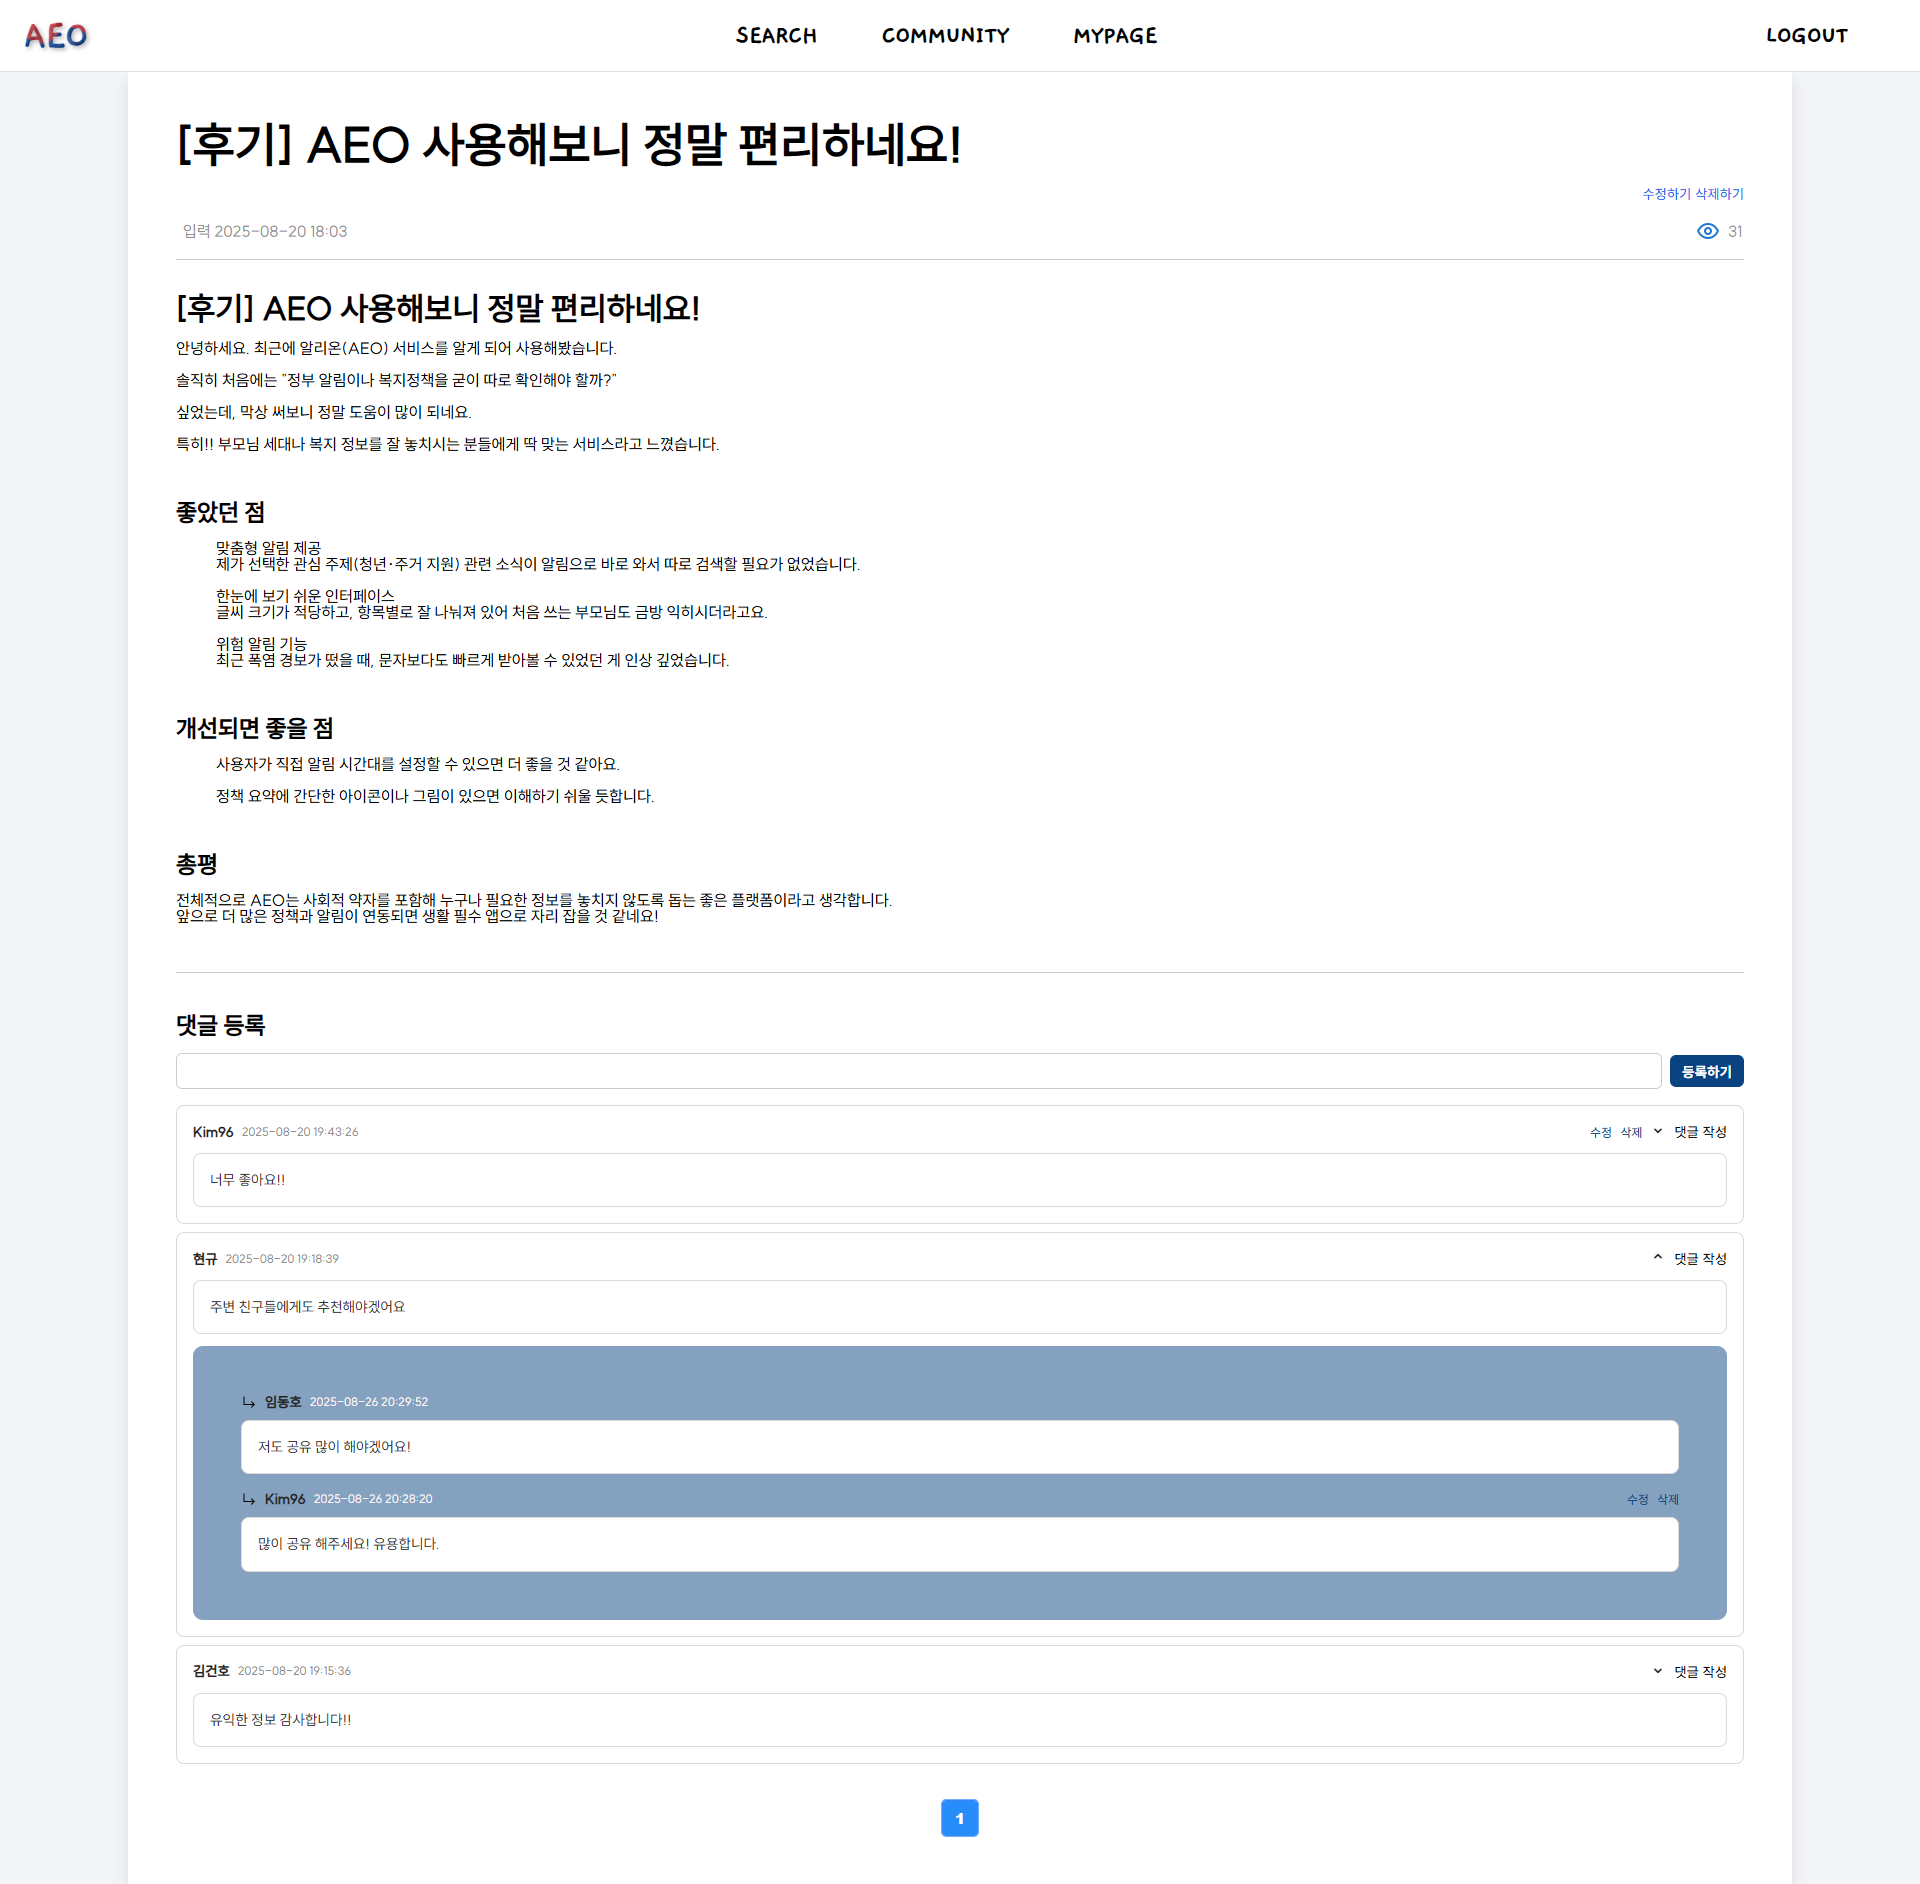 AEO
SEARCH COMMUNITY MYPAGE LOGOUT
[후기] AEO 사용해보니 정말 편리하네요!
수정하기 삭제하기
입력 2025-08-20 18:03 31
[후기] AEO 사용해보니 정말 편리하네요!
안녕하세요. 최근에 알리온(AEO) 서비스를 알게 되어 사용해봤습니다.
솔직히 처음에는 "정부 알림이나 복지정책을 굳이 따로 확인해야 할까?"
싶었는데, 막상 써보니 정말 도움이 많이 되네요.
특히!! 부모님 세대나 복지 정보를 잘 놓치시는 분들에게 딱 맞는 서비스라고 느꼈습니다.
좋았던 점
맞춤형 알림 제공
제가 선택한 관심 주제(청년·주거 지원) 관련 소식이 알림으로 바로 와서 따로 검색할 필요가 없었습니다.
한눈에 보기 쉬운 인터페이스
글씨 크기가 적당하고, 항목별로 잘 나눠져 있어 처음 쓰는 부모님도 금방 익히시더라고요.
위험 알림 기능
최근 폭염 경보가 떴을 때, 문자보다도 빠르게 받아볼 수 있었던 게 인상 깊었습니다.
개선되면 좋을 점
사용자가 직접 알림 시간대를 설정할 수 있으면 더 좋을 것 같아요.
정책 요약에 간단한 아이콘이나 그림이 있으면 이해하기 쉬울 듯합니다.
총평
전체적으로 AEO는 사회적 약자를 포함해 누구나 필요한 정보를 놓치지 않도록 돕는 좋은 플랫폼이라고 생각합니다.
앞으로 더 많은 정책과 알림이 연동되면 생활 필수 앱으로 자리 잡을 것 같네요!
댓글 등록
등록하기
Kim96 2025-08-20 19:43:26 수정 삭제 댓글 작성
너무 좋아요!!
현규 2025-08-20 19:18:39 댓글 작성
주변 친구들에게도 추천해야겠어요
임동호 2025-08-26 20:29:52
저도 공유 많이 해야겠어요!
Kim96 2025-08-26 20:28:20 수정 삭제
많이 공유 해주세요! 유용합니다.
김건호 2025-08-20 19:15:36 댓글 작성
유익한 정보 감사합니다!!
1